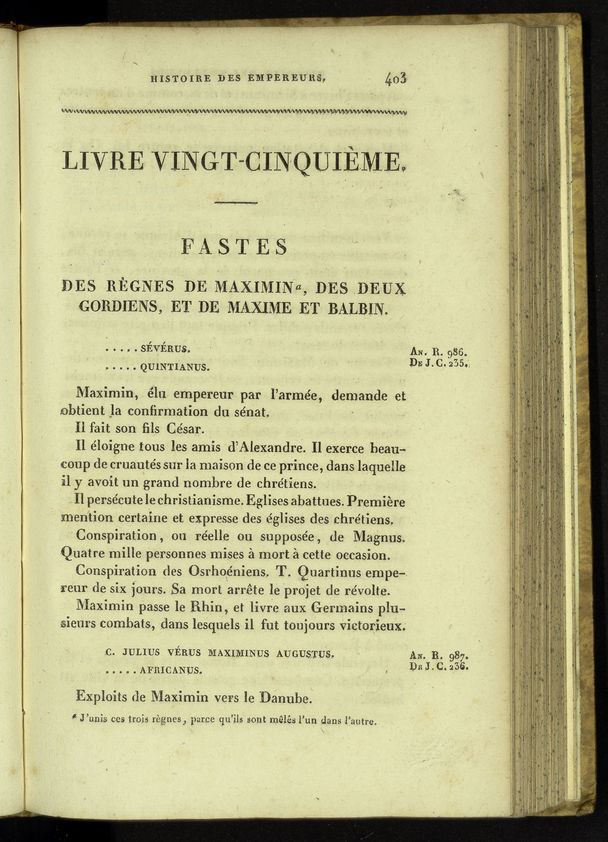 HISTOIRE DES EMPEREURS. 403
LIVRE VINGT-CINQUIÈME.
FASTES
DES RÈGNES DE MAXIMINa, DES DEUX
GORDIENS, ET DE MAXIME ET BALBIN.
. . . . . SÉVÉRUS. AN. R. 986.
. . . . . QUINTIANUS. DE J. C. 235.
Maximin, élu empereur par l'armée, demande et
obtient la confirmation du sénat.
Il fait son fils César.
Il éloigne tous les amis d'Alexandre. Il exerce beau-
coup de cruautés sur la maison de ce prince, dans laquelle
il y avoit un grand nombre de chrétiens.
Il persécute le christianisme. Eglises abattues. Première
mention certaine et expresse des églises des chrétiens.
Conspiration, ou réelle ou supposée, de Magnus.
Quatre mille personnes mises à mort à cette occasion.
Conspiration des Osrhoéniens. T. Quartinus empe-
reur de six jours. Sa mort arrête le projet de révolte.
Maximin passe le Rhin, et livre aux Germains plu-
sieurs combats, dans lesquels il fut toujours victorieux.
C. JULIUS VÉRUS MAXIMINUS AUGUSTUS. AN. R. 987.
. . . . . AFRICANUS. DE J. C. 236.
Exploits de Maximin vers le Danube.
a J'unis ces trois règnes, parce qu'ils sont mêlés l'un dans l'autre.